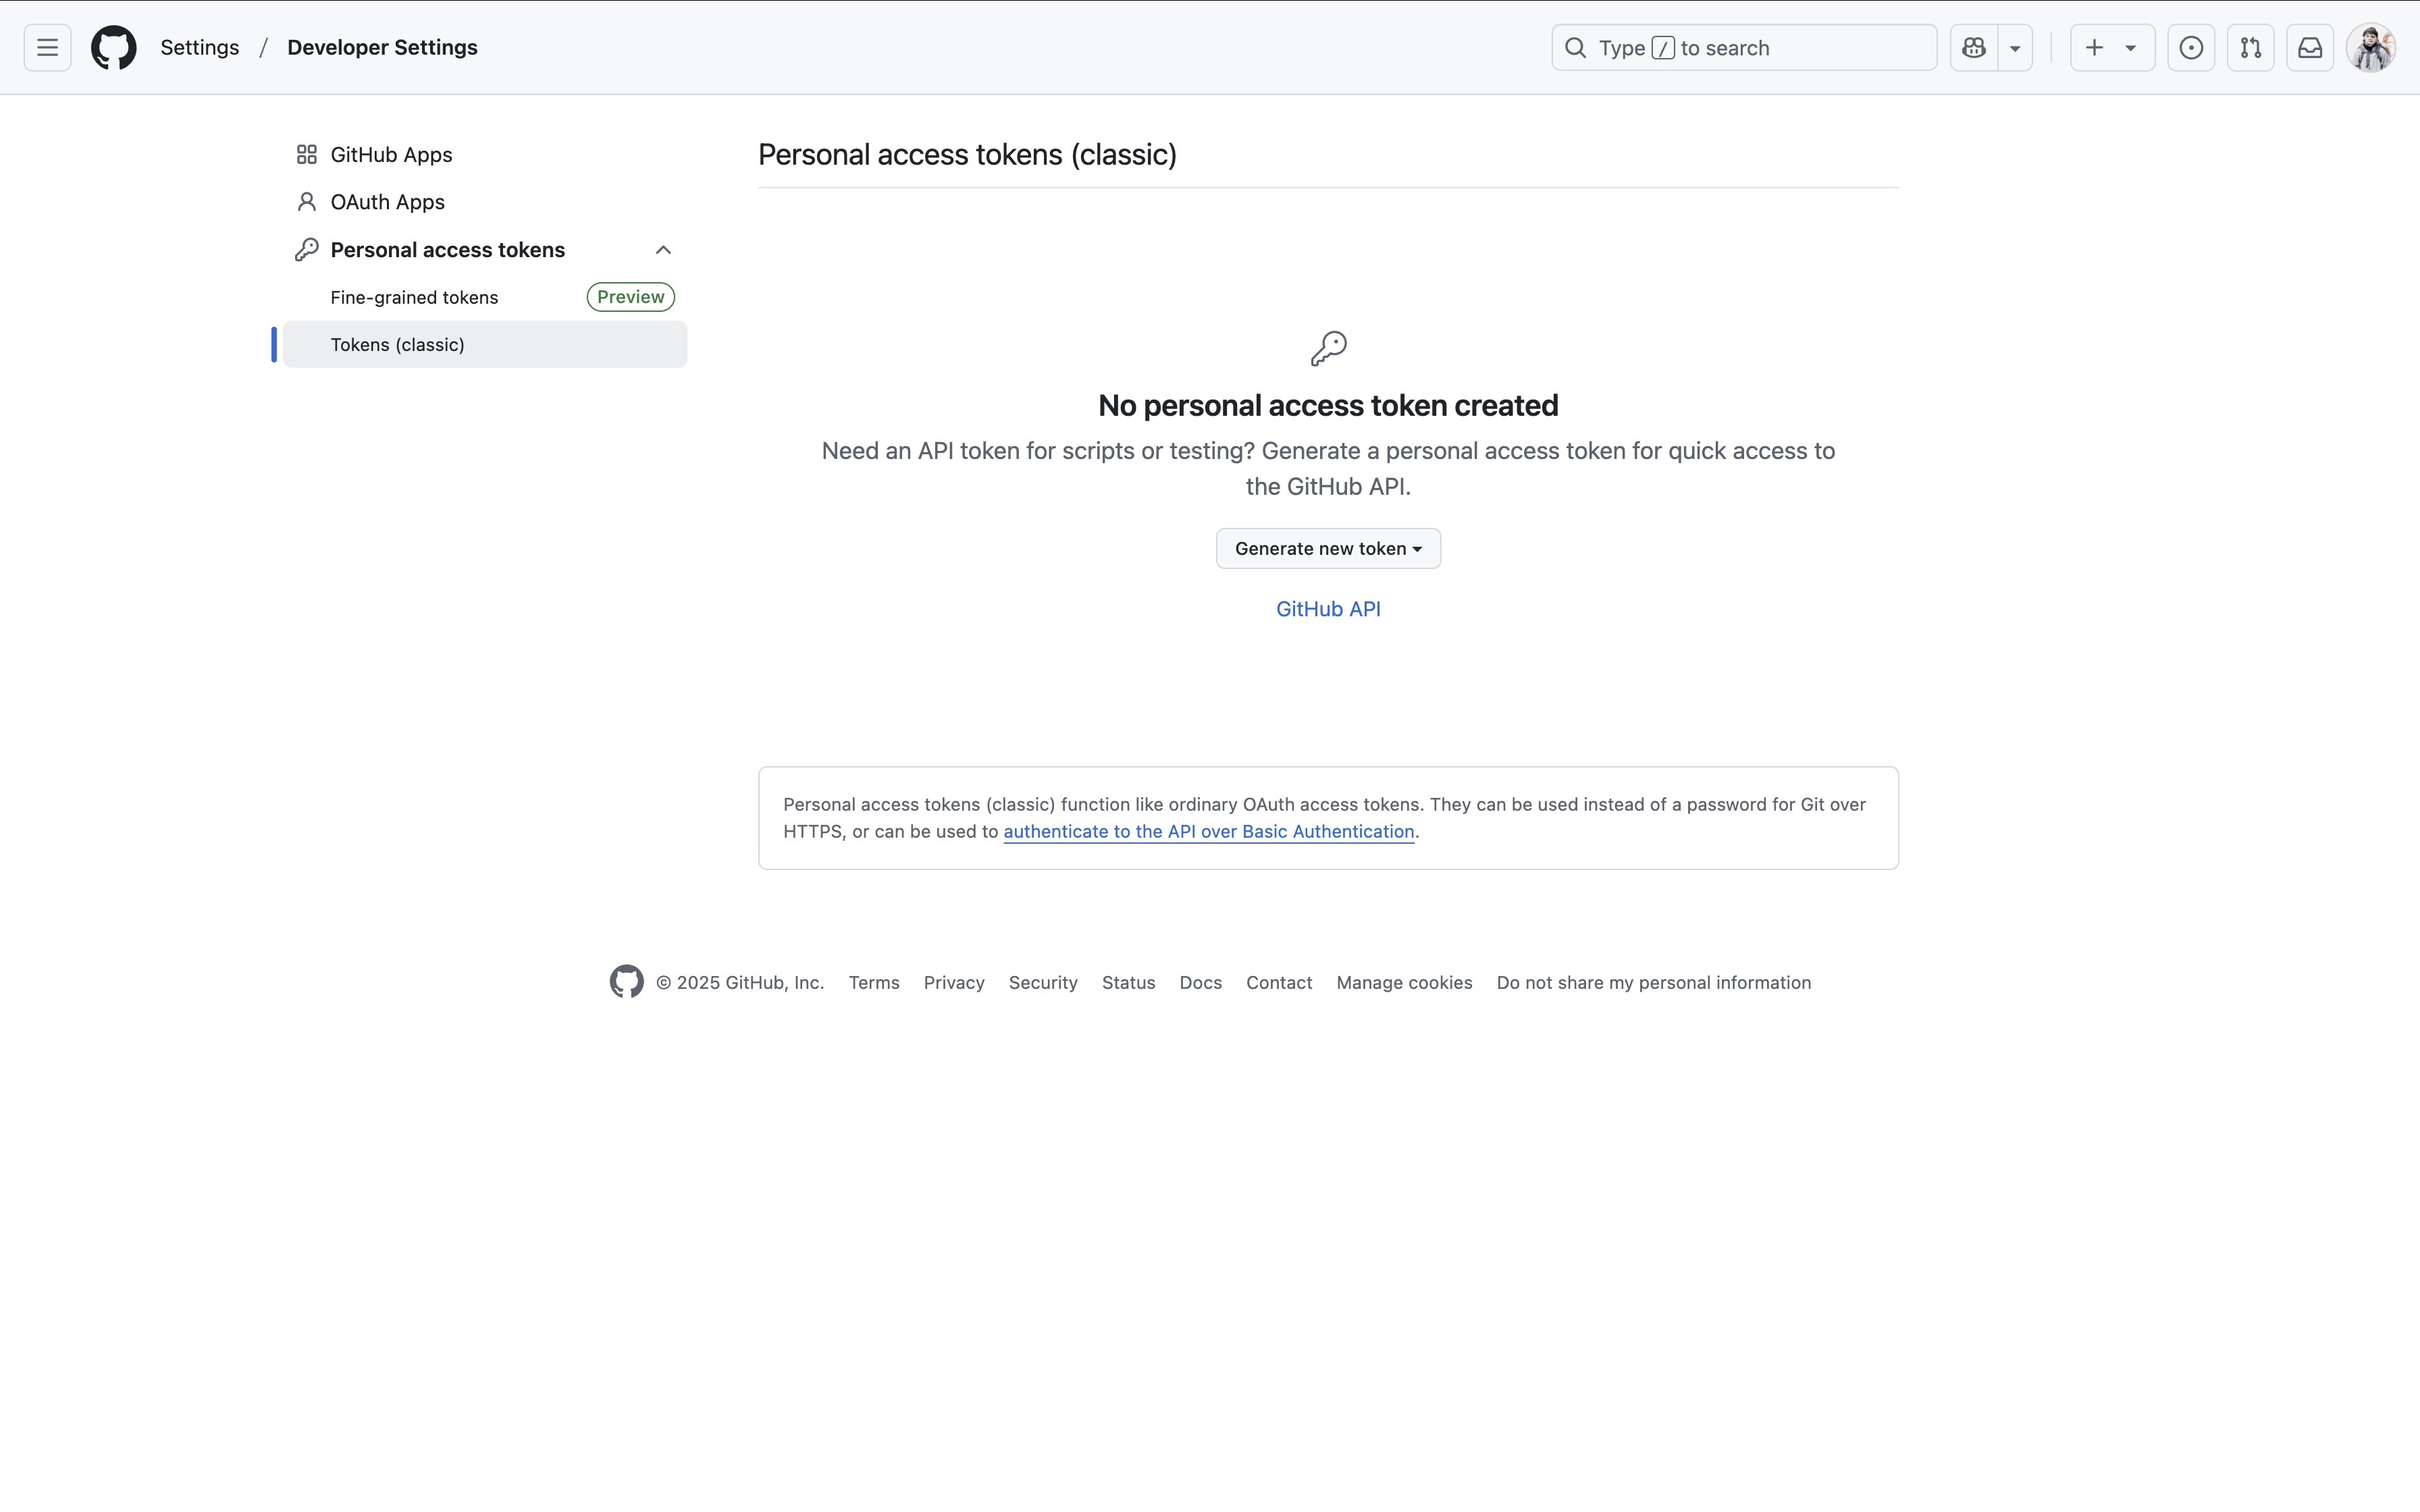 Settings / Developer Settings
Type / to search
GitHub Apps
OAuth Apps
Personal access tokens
Fine-grained tokens Preview
Tokens (classic)
Personal access tokens (classic)
No personal access token created
Need an API token for scripts or testing? Generate a personal access token for quick access to
the GitHub API.
Generate new token
GitHub API
Personal access tokens (classic) function like ordinary OAuth access tokens. They can be used instead of a password for Git over
HTTPS, or can be used to authenticate to the API over Basic Authentication.
© 2025 GitHub, Inc. Terms Privacy Security Status Docs Contact Manage cookies Do not share my personal information